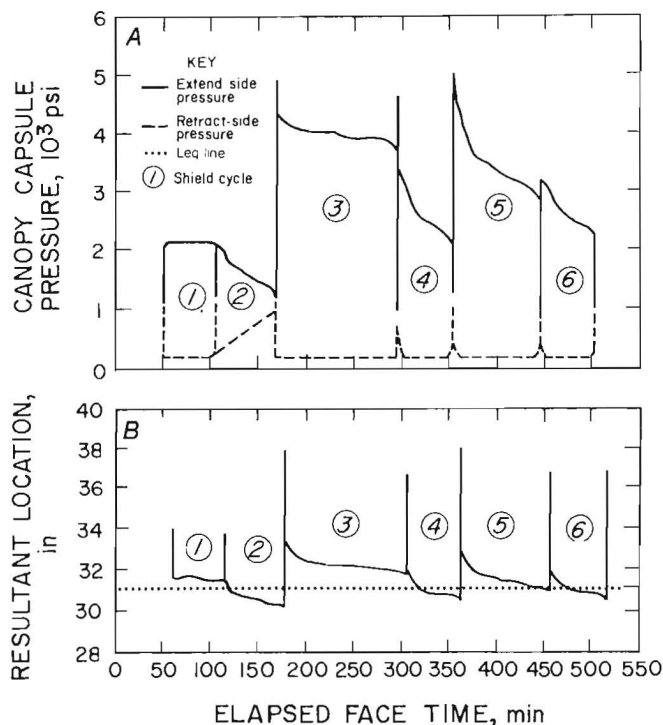 A
KEY
Extend side
pressure
Retract-side
pressure
Leg line
1 Shield cycle
CANOPY CAPSULE
PRESSURE, 10³ psi
6
5
4
3
2
1
0
1
2
3
4
5
6
B
RESULTANT LOCATION,
in
40
38
36
34
32
30
28
1
2
3
4
5
6
0 50 100 150 200 250 300 350 400 450 500 550
ELAPSED FACE TIME, min